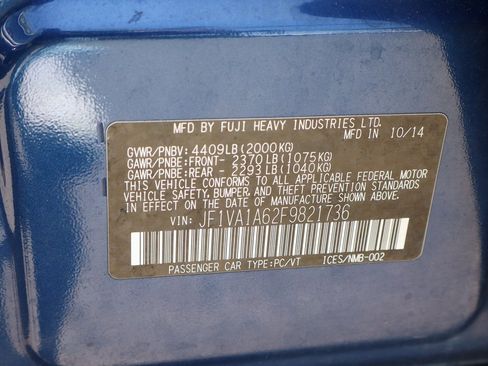 MFD BY FUJI HEAVY INDUSTRIES LTD.
MFD IN 10/14
GVWR/PNBV: 4409LB(2000KG)
GAWR/PNBE:FRONT- 2370LB(1075KG)
GAWR/PNBE:REAR - 2293LB(1040KG)
THIS VEHICLE CONFORMS TO ALL APPLICABLE FEDERAL MOTOR
VEHICLE SAFETY, BUMPER, AND THEFT PREVENTION STANDARDS
IN EFFECT ON THE DATE OF MANUFACTURE SHOWN ABOVE.
VIN: JF1VA1A62F9821736
PASSENGER CAR TYPE:PC/VT ICES/NMB-002